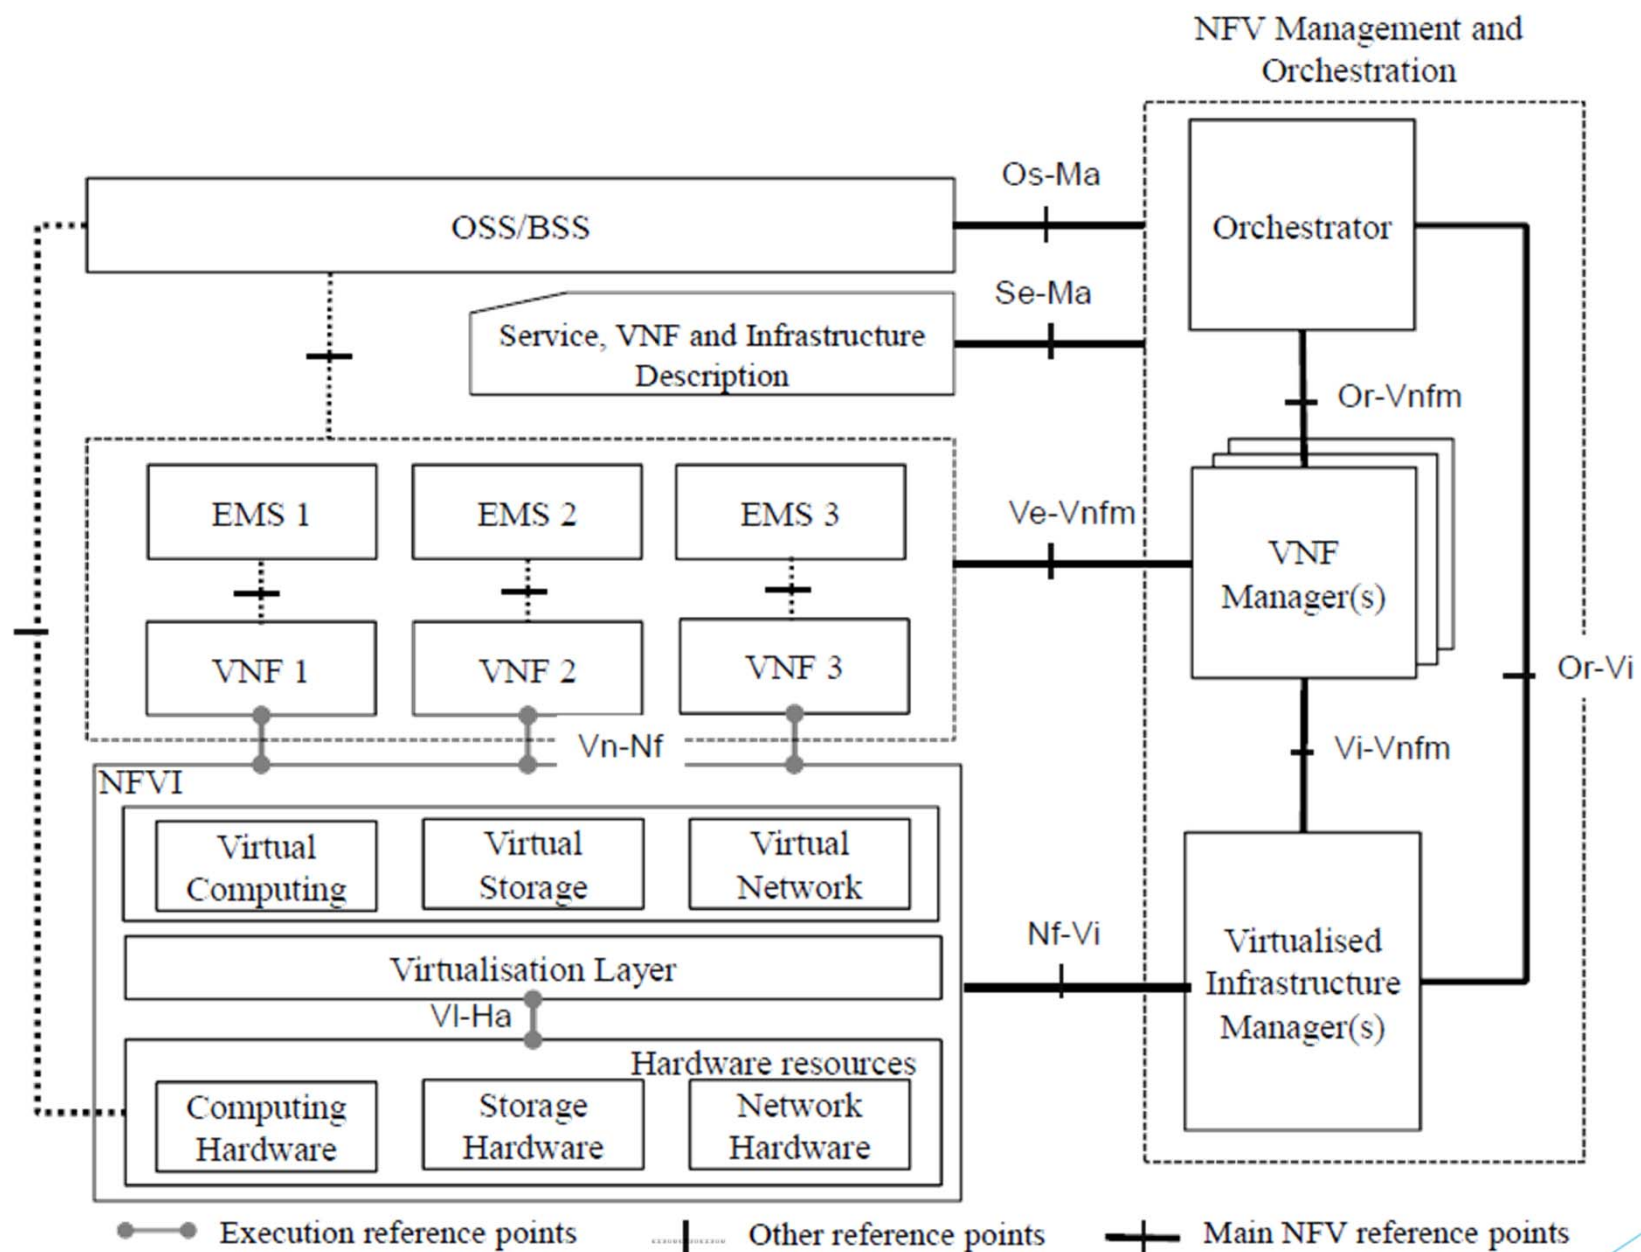 NFV Management and
Orchestration
Os-Ma
OSS/BSS
Orchestrator
Se-Ma
Service, VNF and Infrastructure
Description
Or-Vnfm
EMS 1
EMS 2
EMS 3
Ve-Vnfm
VNF
Manager(s)
VNF 1
VNF 2
VNF 3
Or-Vi
Vn-Nf
Vi-Vnfm
NFVI
Virtual
Computing
Virtual
Storage
Virtual
Network
Nf-Vi
Virtualisation Layer
Virtualised
Infrastructure
Manager(s)
Vl-Ha
Hardware resources
Computing
Hardware
Storage
Hardware
Network
Hardware
Execution reference points
Other reference points
Main NFV reference points